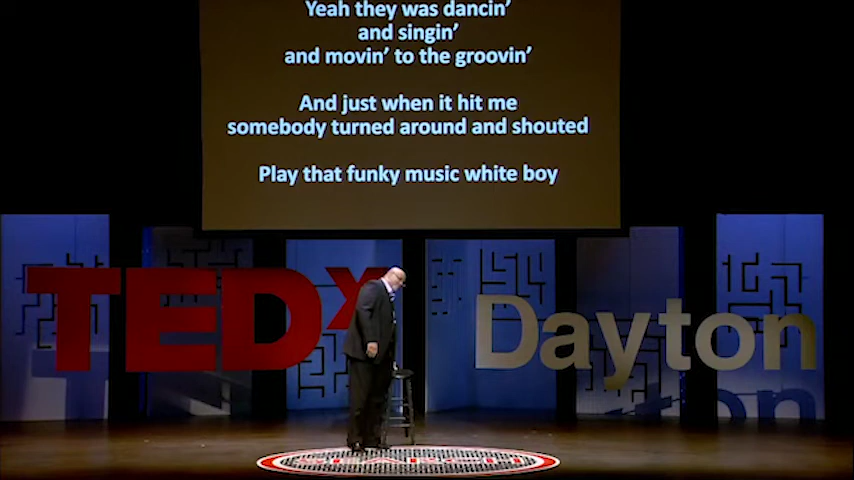 Yeah they was dancin'
and singin'
and movin' to the groovin'
And just when it hit me
somebody turned around and shouted
Play that funky music white boy
TEDx Dayton